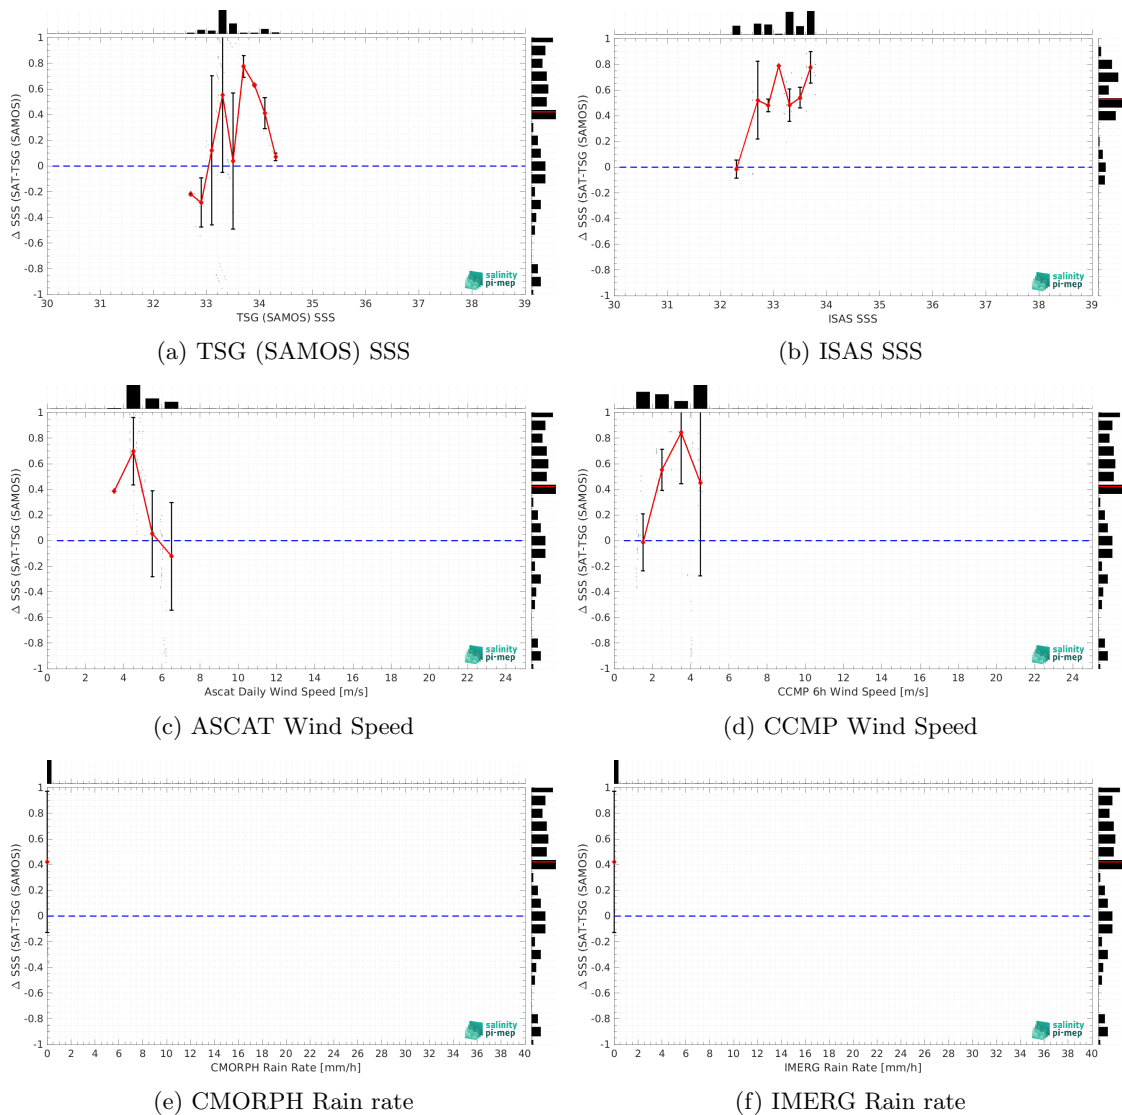 Δ SSS (SAT-TSG (SAMOS))
1
0.8
0.6
0.4
0.2
0
-0.2
-0.4
-0.6
-0.8
-1
30 31 32 33 34 35 36 37 38 39
TSG (SAMOS) SSS
salinity
pi-mep
(a) TSG (SAMOS) SSS
Δ SSS (SAT-TSG (SAMOS))
1
0.8
0.6
0.4
0.2
0
-0.2
-0.4
-0.6
-0.8
-1
30 31 32 33 34 35 36 37 38 39
ISAS SSS
salinity
pi-mep
(b) ISAS SSS
Δ SSS (SAT-TSG (SAMOS))
1
0.8
0.6
0.4
0.2
0
-0.2
-0.4
-0.6
-0.8
-1
0 2 4 6 8 10 12 14 16 18 20 22 24
Ascat Daily Wind Speed [m/s]
salinity
pi-mep
(c) ASCAT Wind Speed
Δ SSS (SAT-TSG (SAMOS))
1
0.8
0.6
0.4
0.2
0
-0.2
-0.4
-0.6
-0.8
-1
0 2 4 6 8 10 12 14 16 18 20 22 24
CCMP 6h Wind Speed [m/s]
salinity
pi-mep
(d) CCMP Wind Speed
Δ SSS (SAT-TSG (SAMOS))
1
0.8
0.6
0.4
0.2
0
-0.2
-0.4
-0.6
-0.8
-1
0 2 4 6 8 10 12 14 16 18 20 22 24 26 28 30 32 34 36 38 40
CMORPH Rain Rate [mm/h]
salinity
pi-mep
(e) CMORPH Rain rate
Δ SSS (SAT-TSG (SAMOS))
1
0.8
0.6
0.4
0.2
0
-0.2
-0.4
-0.6
-0.8
-1
0 2 4 6 8 10 12 14 16 18 20 22 24 26 28 30 32 34 36 38 40
IMERG Rain Rate [mm/h]
salinity
pi-mep
(f) IMERG Rain rate